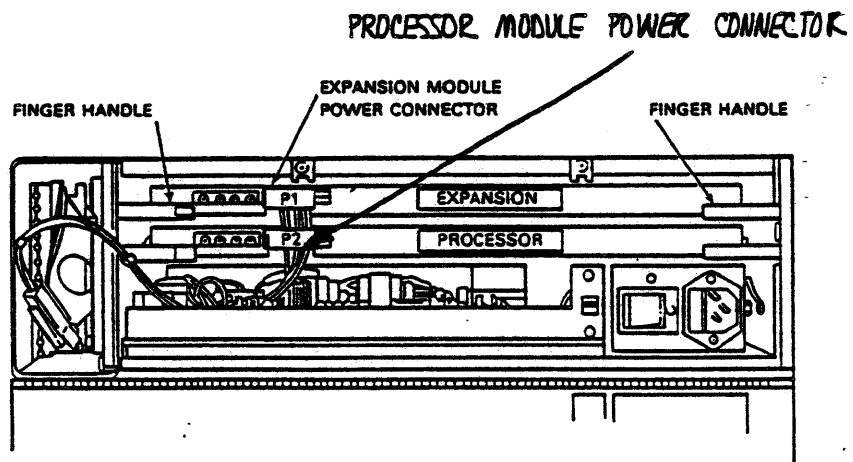 PROCESSOR MODULE POWER CONNECTOR
EXPANSION MODULE
POWER CONNECTOR
FINGER HANDLE
FINGER HANDLE
P1
EXPANSION
P2
PROCESSOR